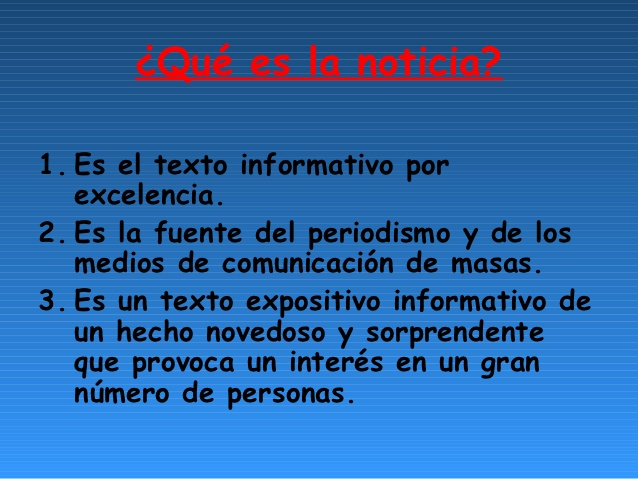 ¿Qué es la noticia?
1. Es el texto informativo por
excelencia.
2. Es la fuente del periodismo y de los
medios de comunicación de masas.
3. Es un texto expositivo informativo de
un hecho novedoso y sorprendente
que provoca un interés en un gran
número de personas.